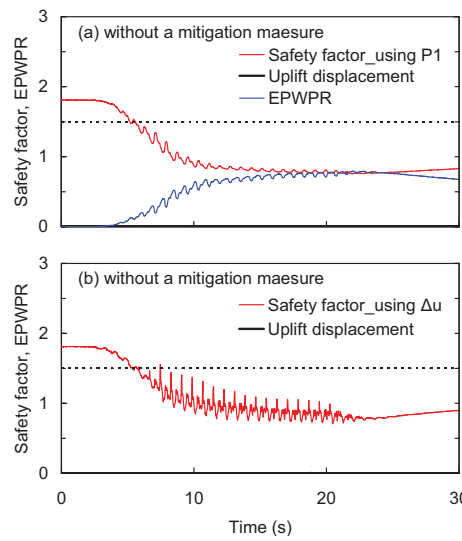 3
(a) without a mitigation maesure
Safety factor_using P1
Uplift displacement
EPWPR
2
1
0
Safety factor, EPWPR
3
(b) without a mitigation maesure
Safety factor_using Δu
Uplift displacement
2
1
0
Safety factor, EPWPR
0 10 20 30
Time (s)